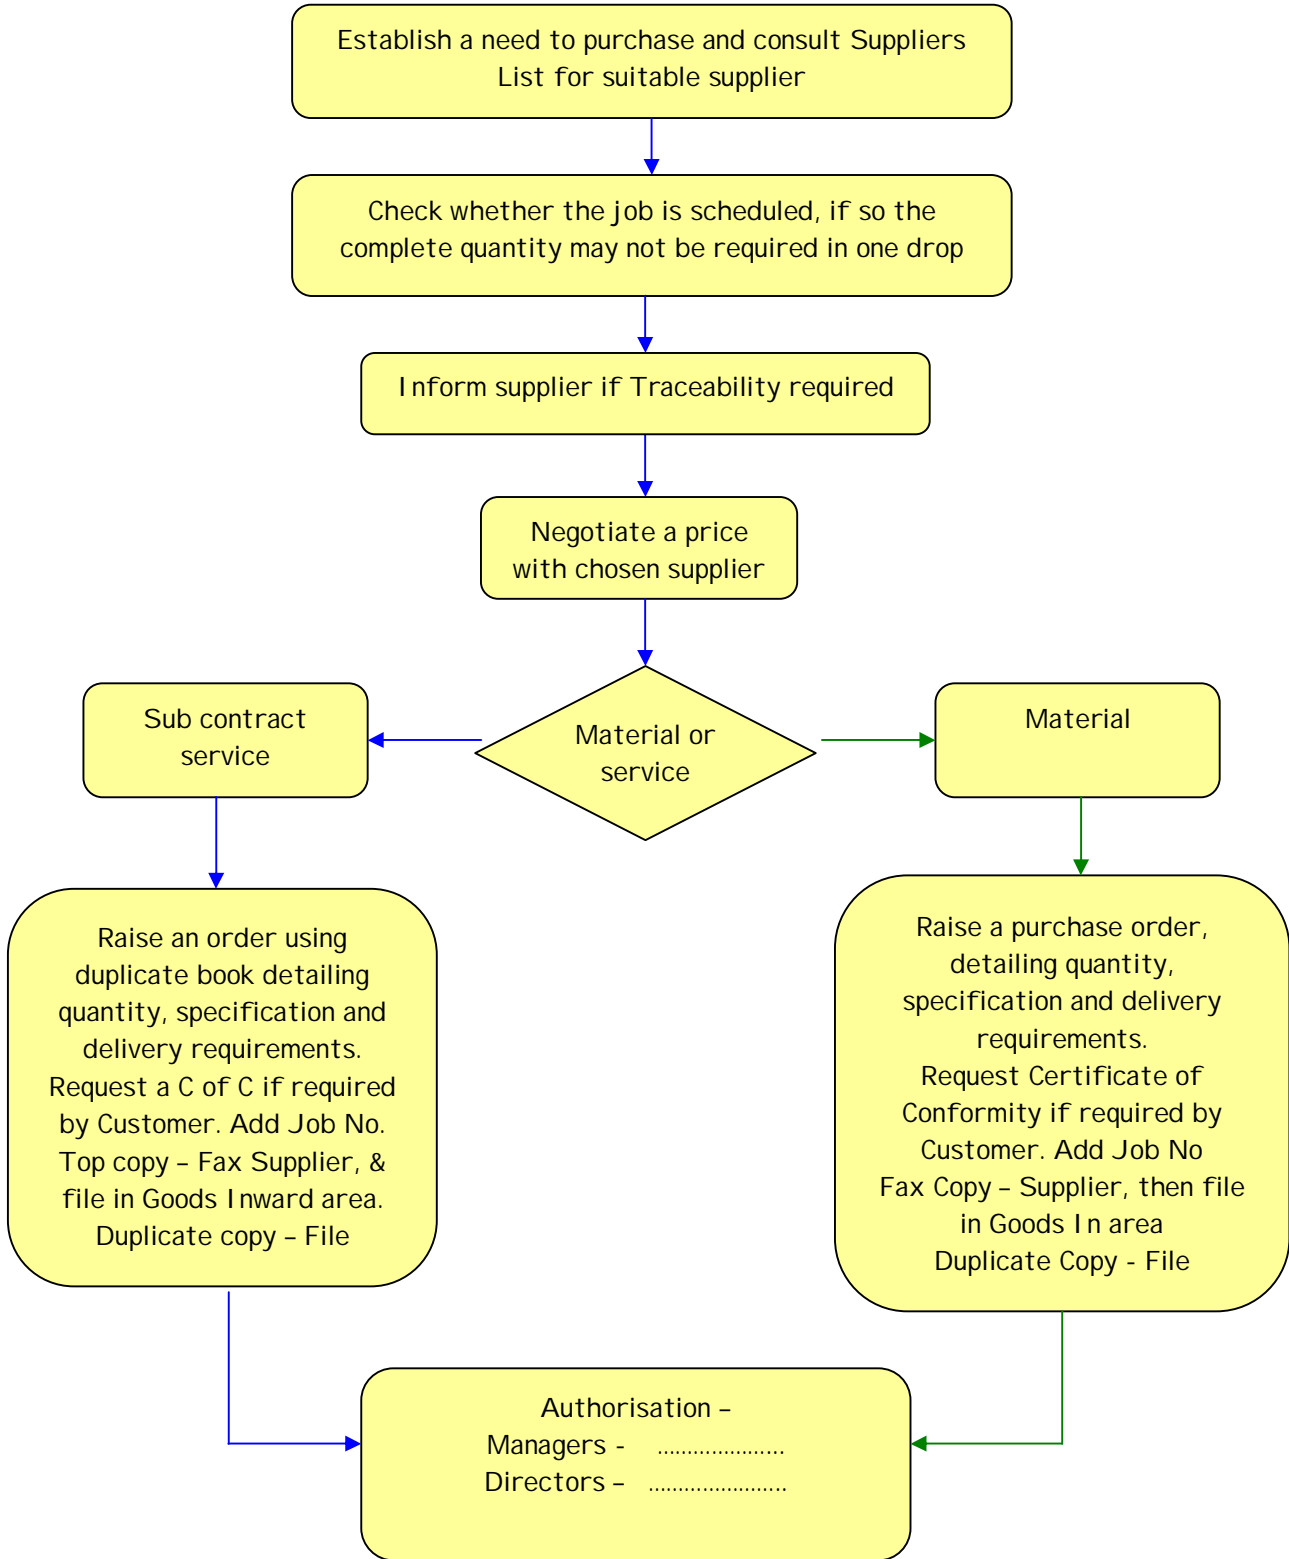 Establish a need to purchase and consult Suppliers
List for suitable supplier
Check whether the job is scheduled, if so the
complete quantity may not be required in one drop
Inform supplier if Traceability required
Negotiate a price
with chosen supplier
Sub contract
service
Material or
service
Material
Raise an order using
duplicate book detailing
quantity, specification and
delivery requirements.
Request a C of C if required
by Customer. Add Job No.
Top copy – Fax Supplier, &
file in Goods Inward area.
Duplicate copy – File
Raise a purchase order,
detailing quantity,
specification and delivery
requirements.
Request Certificate of
Conformity if required by
Customer. Add Job No
Fax Copy – Supplier, then file
in Goods In area
Duplicate Copy - File
Authorisation –
Managers - .....................
Directors – .......................